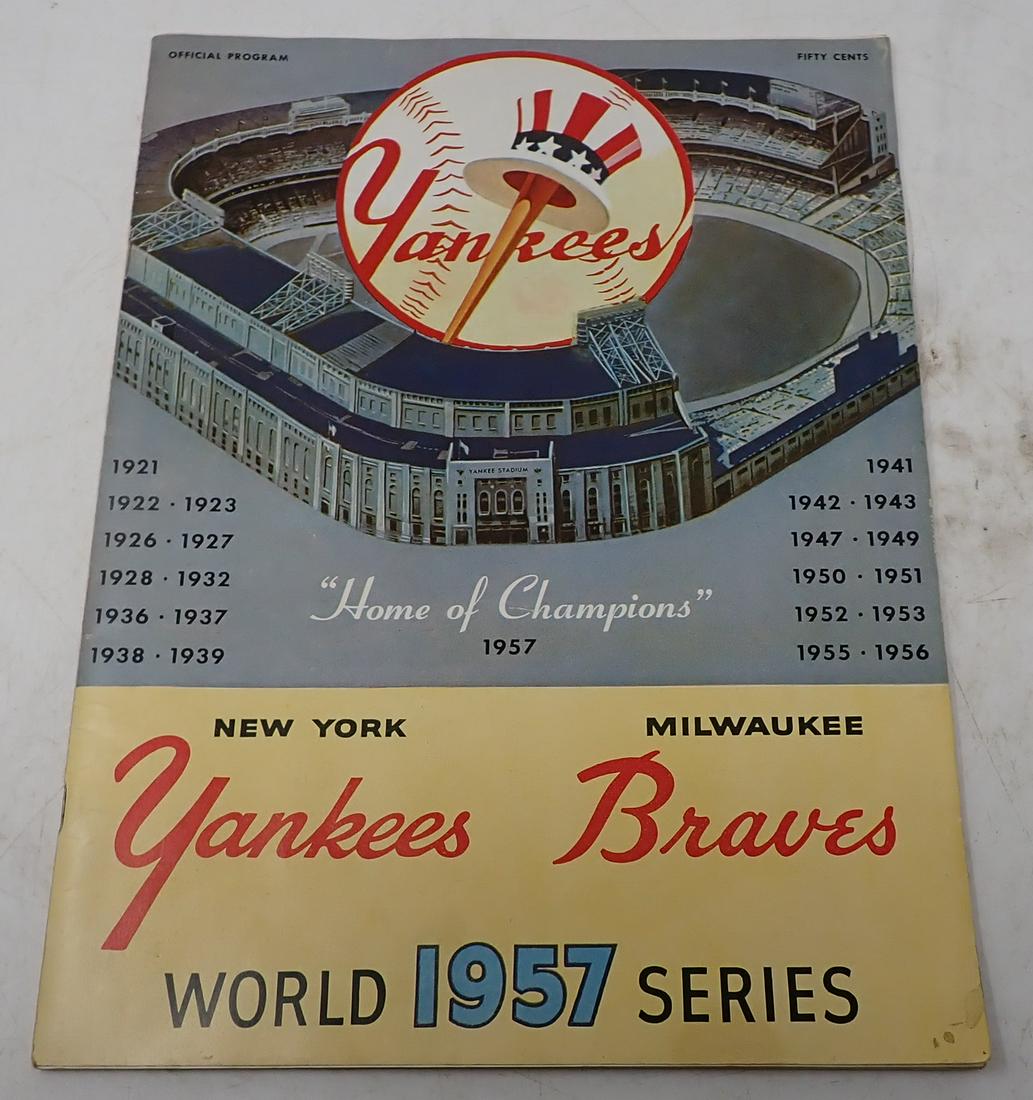 OFFICIAL PROGRAM
FIFTY CENTS
Yankees
YANKEE STADIUM
1921
1922 · 1923
1926 · 1927
1928 · 1932
1936 · 1937
1938 · 1939
1941
1942 · 1943
1947 · 1949
1950 · 1951
1952 · 1953
1955 · 1956
"Home of Champions"
1957
NEW YORK
Yankees
MILWAUKEE
Braves
WORLD 1957 SERIES